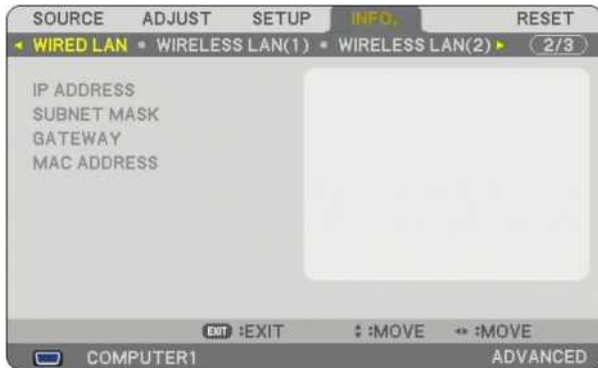 SOURCE ADJUST SETUP INFO. RESET
WIRED LAN • WIRELESS LAN(1) • WIRELESS LAN(2) 2/3
IP ADDRESS
SUBNET MASK
GATEWAY
MAC ADDRESS
EXIT :EXIT :MOVE :MOVE
COMPUTER1 ADVANCED